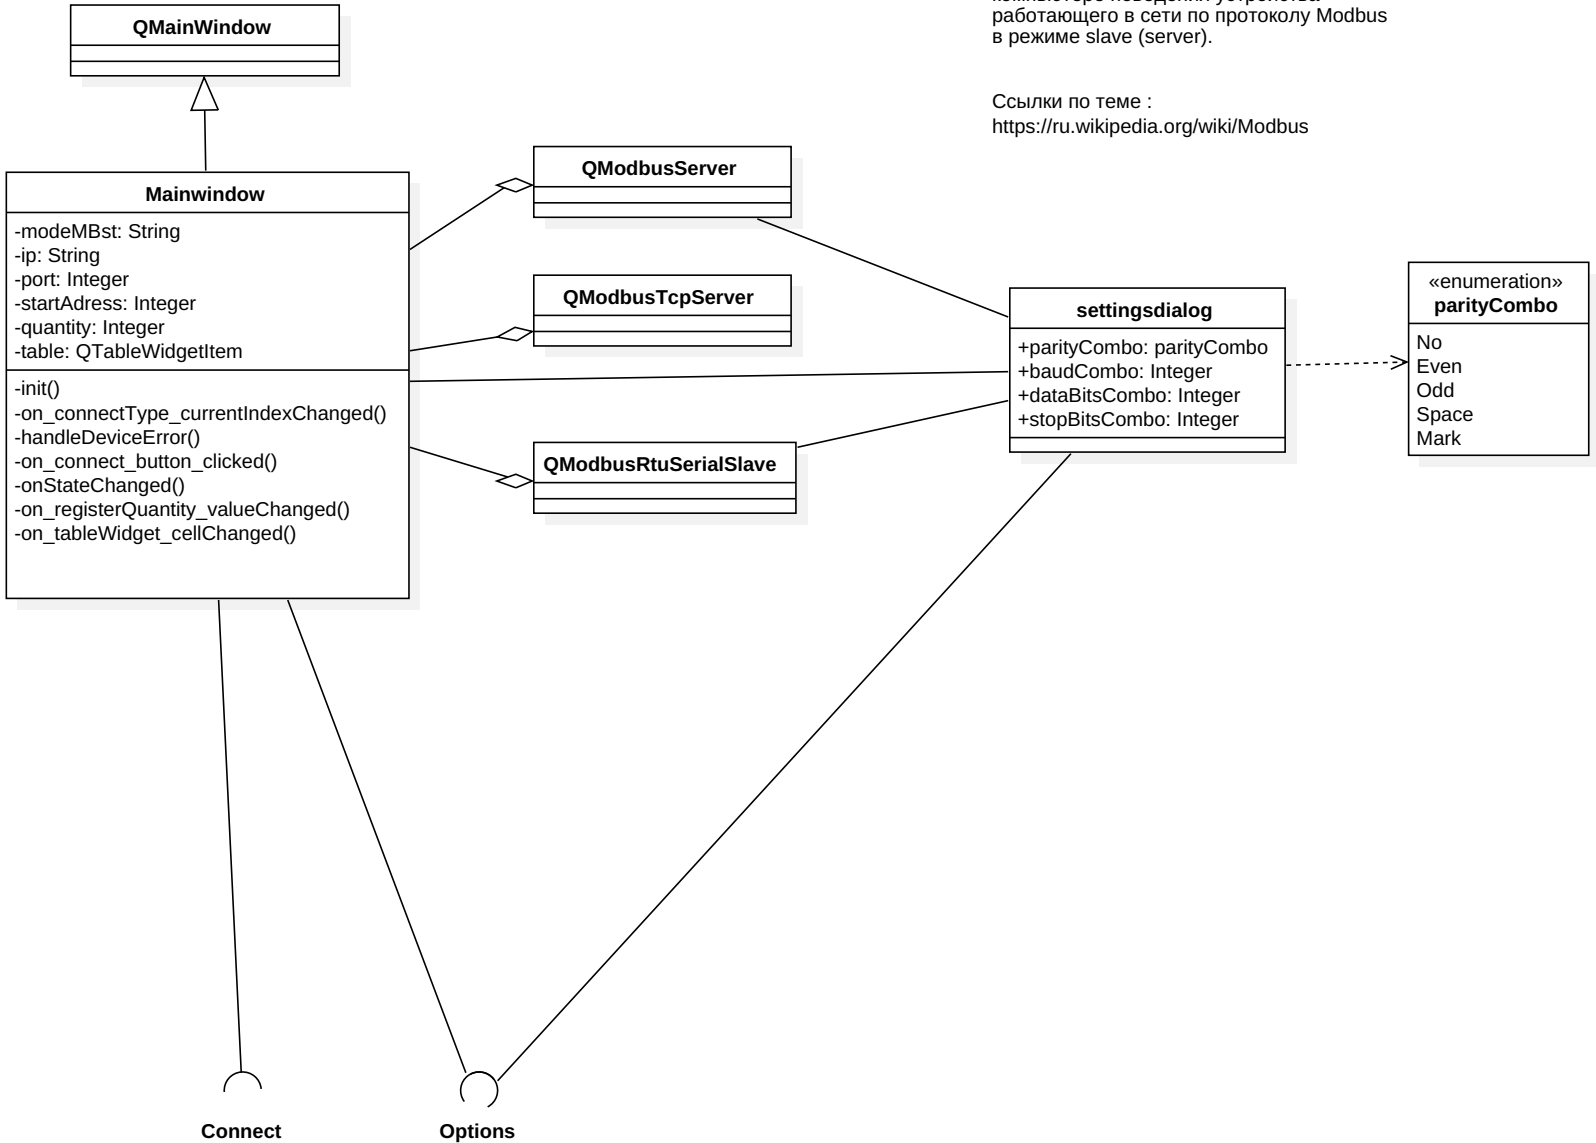 QMainWindow
работающего в сети по протоколу Modbus
в режиме slave (server).
Ссылки по теме :
https://ru.wikipedia.org/wiki/Modbus
Mainwindow
-modeMBst: String
-ip: String
-port: Integer
-startAdress: Integer
-quantity: Integer
-table: QTableWidgetItem
-init()
-on_connectType_currentIndexChanged()
-handleDeviceError()
-on_connect_button_clicked()
-onStateChanged()
-on_registerQuantity_valueChanged()
-on_tableWidget_cellChanged()
QModbusServer
QModbusTcpServer
QModbusRtuSerialSlave
settingsdialog
+parityCombo: parityCombo
+baudCombo: Integer
+dataBitsCombo: Integer
+stopBitsCombo: Integer
«enumeration»
parityCombo
No
Even
Odd
Space
Mark
Connect
Options